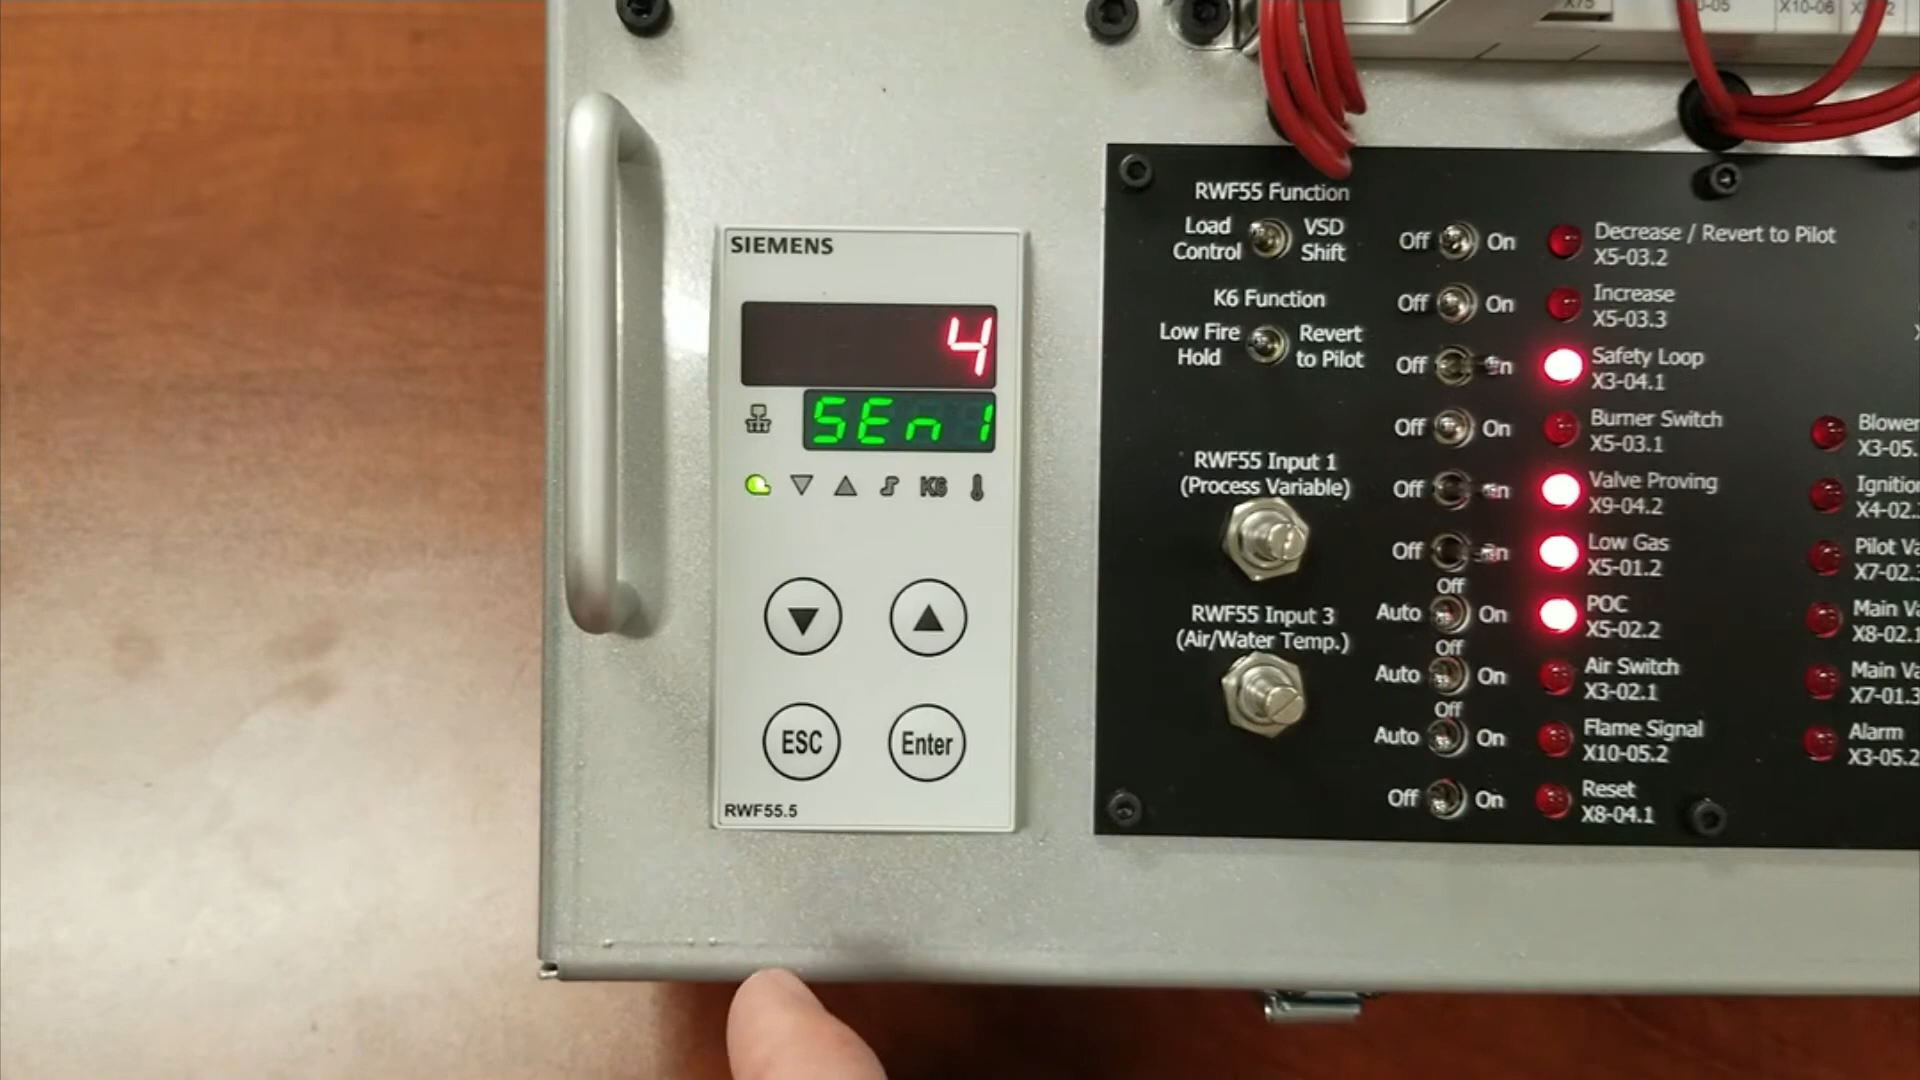 X75
-05
X10-06
SIEMENS
4
SEn1
K6
ESC
Enter
RWF55.5
RWF55 Function
Load
Control
VSD
Shift
K6 Function
Low Fire
Hold
Revert
to Pilot
RWF55 Input 1
(Process Variable)
RWF55 Input 3
(Air/Water Temp.)
Off On Decrease / Revert to Pilot
X5-03.2
Off On Increase
X5-03.3
Off Safety Loop
X3-04.1
Off On Burner Switch
X5-03.1
Off Valve Proving
X9-04.2
Off Low Gas
X5-01.2
Off
Auto On POC
X5-02.2
Off
Auto On Air Switch
X3-02.1
Off
Auto On Flame Signal
X10-05.2
Off On Reset
X8-04.1
Blower
X3-05.
Ignition
X4-02.
Pilot Va
X7-02.
Main Va
X8-02.1
Main Va
X7-01.3
Alarm
X3-05.2